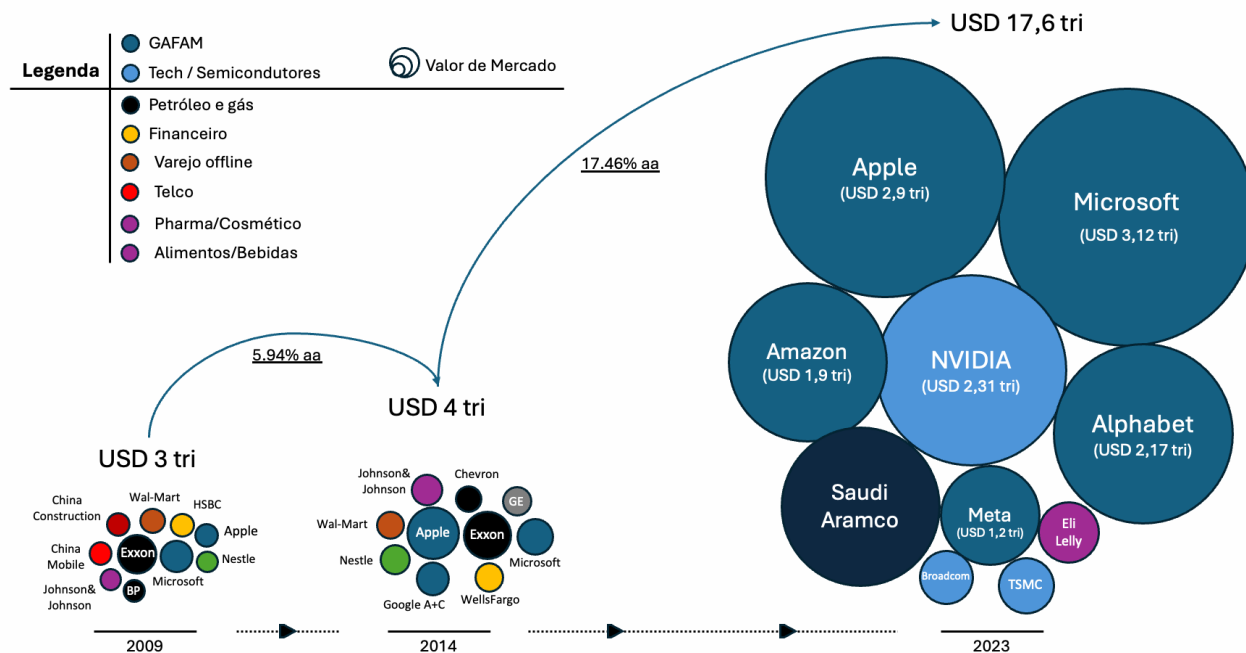 USD 17,6 tri
Legenda
GAFAM
Tech / Semicondutores
Petróleo e gás
Financeiro
Varejo offline
Telco
Pharma/Cosmético
Alimentos/Bebidas
Valor de Mercado
17.46% aa
5.94% aa
USD 3 tri
China
Construction
Wal-Mart
HSBC
Apple
China
Mobile
Exxon
Microsoft
Nestle
Johnson&
Johnson
BP
2009
USD 4 tri
Johnson&
Johnson
Chevron
GE
Wal-Mart
Apple
Exxon
Nestle
Microsoft
Google A+C
WellsFargo
2014
Apple
(USD 2,9 tri)
Microsoft
(USD 3,12 tri)
Amazon
(USD 1,9 tri)
NVIDIA
(USD 2,31 tri)
Alphabet
(USD 2,17 tri)
Saudi
Aramco
Meta
(USD 1,2 tri)
Eli
Lelly
Broadcom
TSMC
2023